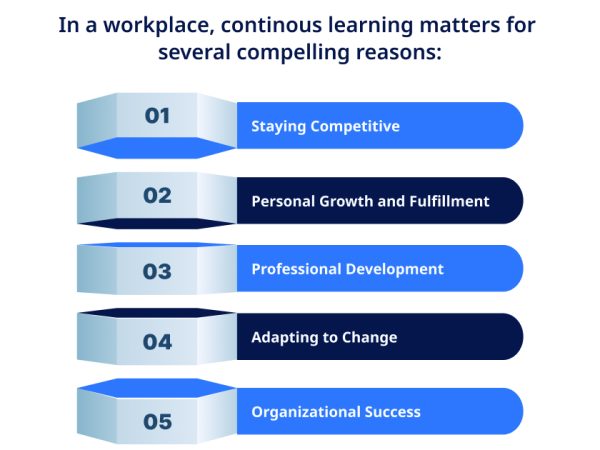 In a workplace, continous learning matters for
several compelling reasons:
01
Staying Competitive
02
Personal Growth and Fulfillment
03
Professional Development
04
Adapting to Change
05
Organizational Success